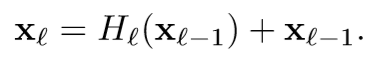 𝐱_ℓ = H_ℓ(𝐱_{ℓ−1}) + 𝐱_{ℓ−1}.